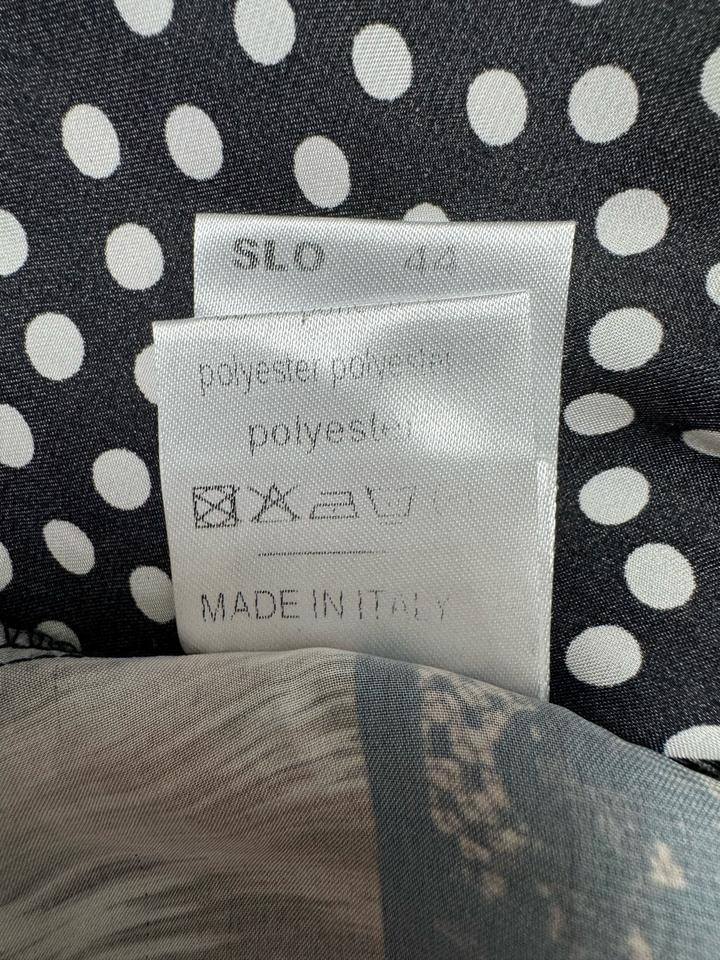 SLO 44
polyester polyester
polyester
MADE IN ITALY